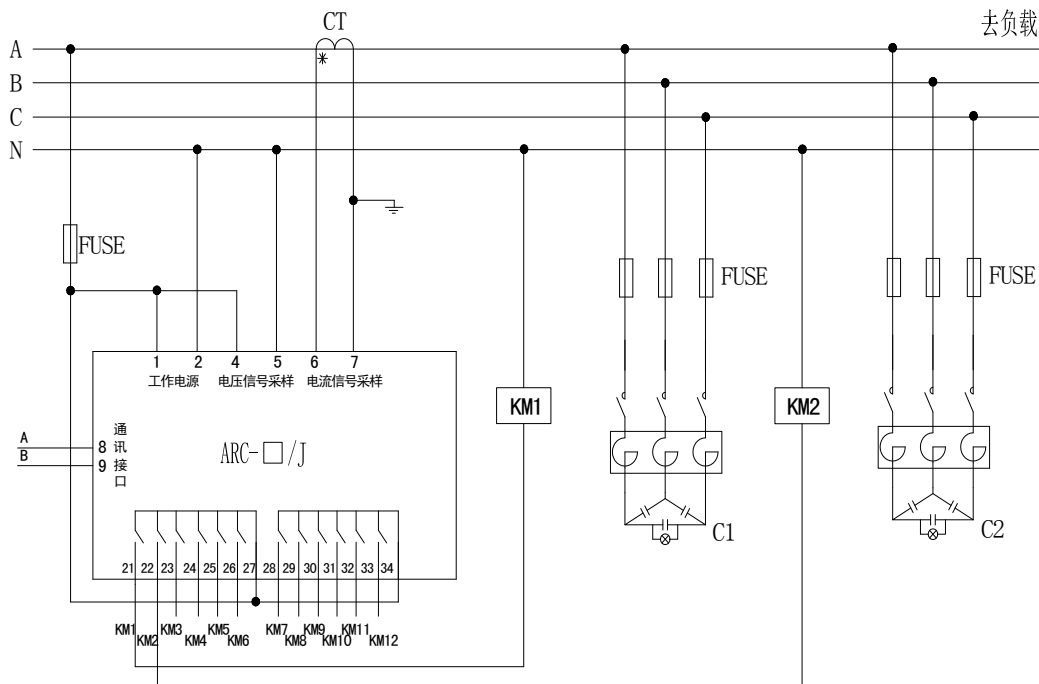 CT
去负载
A
B
C
N
FUSE
FUSE
FUSE
1 2 4 5 6 7
工作电源 电压信号采样 电流信号采样
KM1
KM2
A
B
8
9
通
讯
接
口
ARC-□/J
C1
C2
21 22 23 24 25 26 27 28 29 30 31 32 33 34
KM1 KM3 KM5 KM7 KM9 KM11
KM2 KM4 KM6 KM8 KM10 KM12